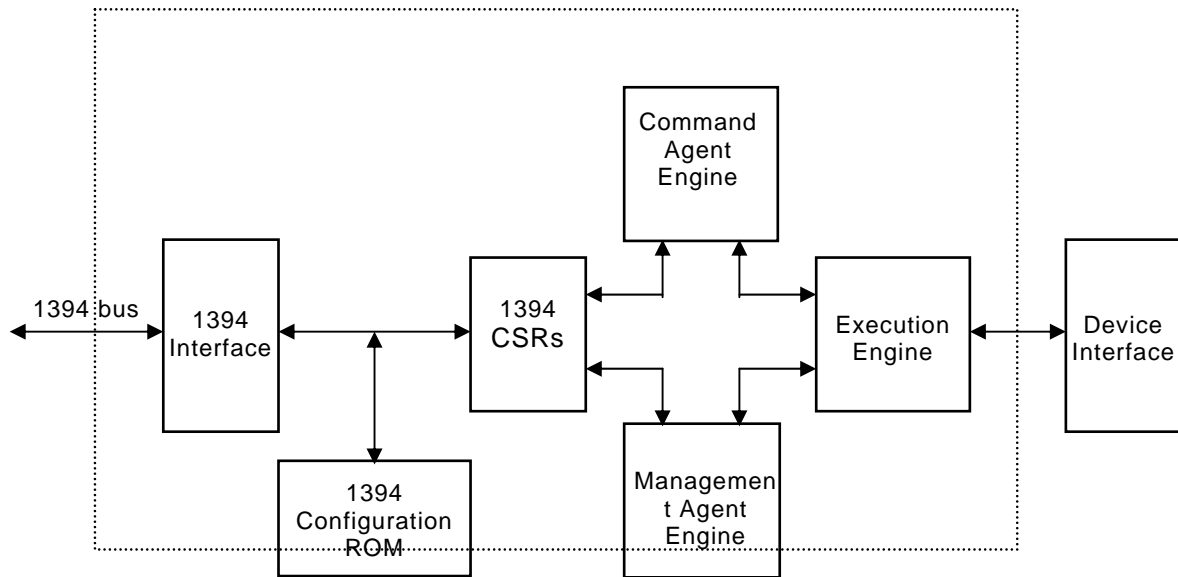 Command
Agent
Engine
1394 bus
1394
Interface
1394
CSRs
Execution
Engine
Device
Interface
1394
Configuration
ROM
Managemen
t Agent
Engine